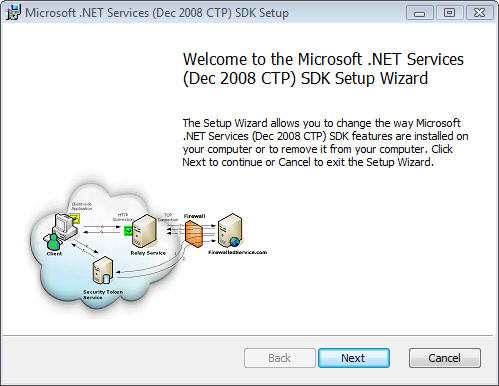 Microsoft .NET Services (Dec 2008 CTP) SDK Setup
Welcome to the Microsoft .NET Services
(Dec 2008 CTP) SDK Setup Wizard
The Setup Wizard allows you to change the way Microsoft
.NET Services (Dec 2008 CTP) SDK features are installed on
your computer or to remove it from your computer. Click
Next to continue or Cancel to exit the Setup Wizard.
Client-side
Application
HTTP
Connection
TCP
Connection
Firewall
Client
Relay Service
FirewalledService.com
Security Token
Service
Back
Next
Cancel